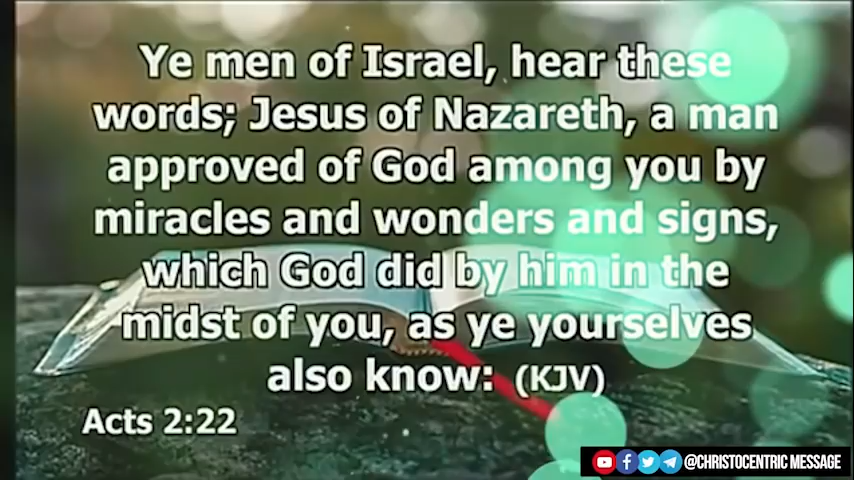 Ye men of Israel, hear these
words; Jesus of Nazareth, a man
approved of God among you by
miracles and wonders and signs,
which God did by him in the
midst of you, as ye yourselves
also know: (KJV)
Acts 2:22
@CHRISTOCENTRIC MESSAGE